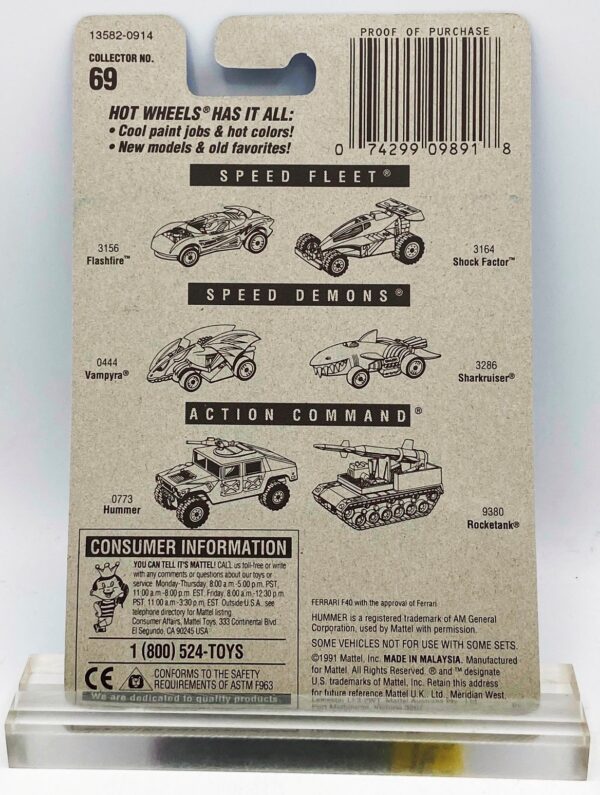 13582-0914
COLLECTOR NO.
69
PROOF OF PURCHASE
0 74299 09891 8
HOT WHEELS® HAS IT ALL:
• Cool paint jobs & hot colors!
• New models & old favorites!
SPEED FLEET®
3156
Flashfire™
3164
Shock Factor™
SPEED DEMONS®
0444
Vampyra®
3286
Sharkruiser®
ACTION COMMAND®
0773
Hummer
9380
Rocketank®
CONSUMER INFORMATION
YOU CAN TELL IT'S MATTEL! CALL us toll-free or write
with any comments or questions about our toys or
service. Monday-Thursday, 8:00 a.m.-5:00 p.m. PST,
11:00 a.m.-8:00 p.m. EST. Friday, 8:00 a.m.-12:30 p.m.
PST, 11:00 a.m.-3:30 p.m. EST. Outside U.S.A. see
telephone directory for Mattel listing.
Consumer Affairs, Mattel Toys, 333 Continental Blvd.
El Segundo, CA 90245 USA
1 (800) 524-TOYS
CE
CONFORMS TO THE SAFETY
REQUIREMENTS OF ASTM F963
We are dedicated to quality products.
FERRARI F40 with the approval of Ferrari.
HUMMER is a registered trademark of AM General
Corporation, used by Mattel with permission.
SOME VEHICLES NOT FOR USE WITH SOME SETS.
©1991 Mattel, Inc. MADE IN MALAYSIA. Manufactured
for Mattel. All Rights Reserved. ® and ™ designate
U.S. trademarks of Mattel, Inc. Retain this address
for future reference Mattel U.K. Ltd., Meridian West,